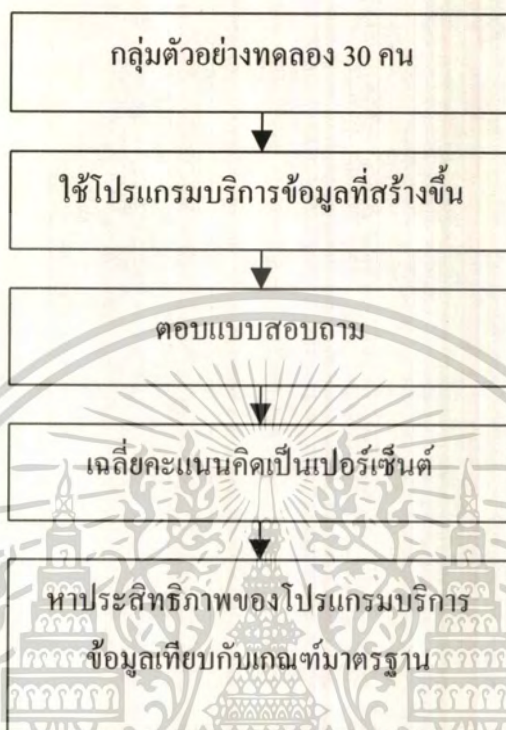 กลุ่มตัวอย่างทดลอง 30 คน
ใช้โปรแกรมบริการข้อมูลที่สร้างขึ้น
ตอบแบบสอบถาม
เฉลี่ยคะแนนคิดเป็นเปอร์เซ็นต์
หาประสิทธิภาพของโปรแกรมบริการ
ข้อมูลเทียบกับเกณฑ์มาตรฐาน